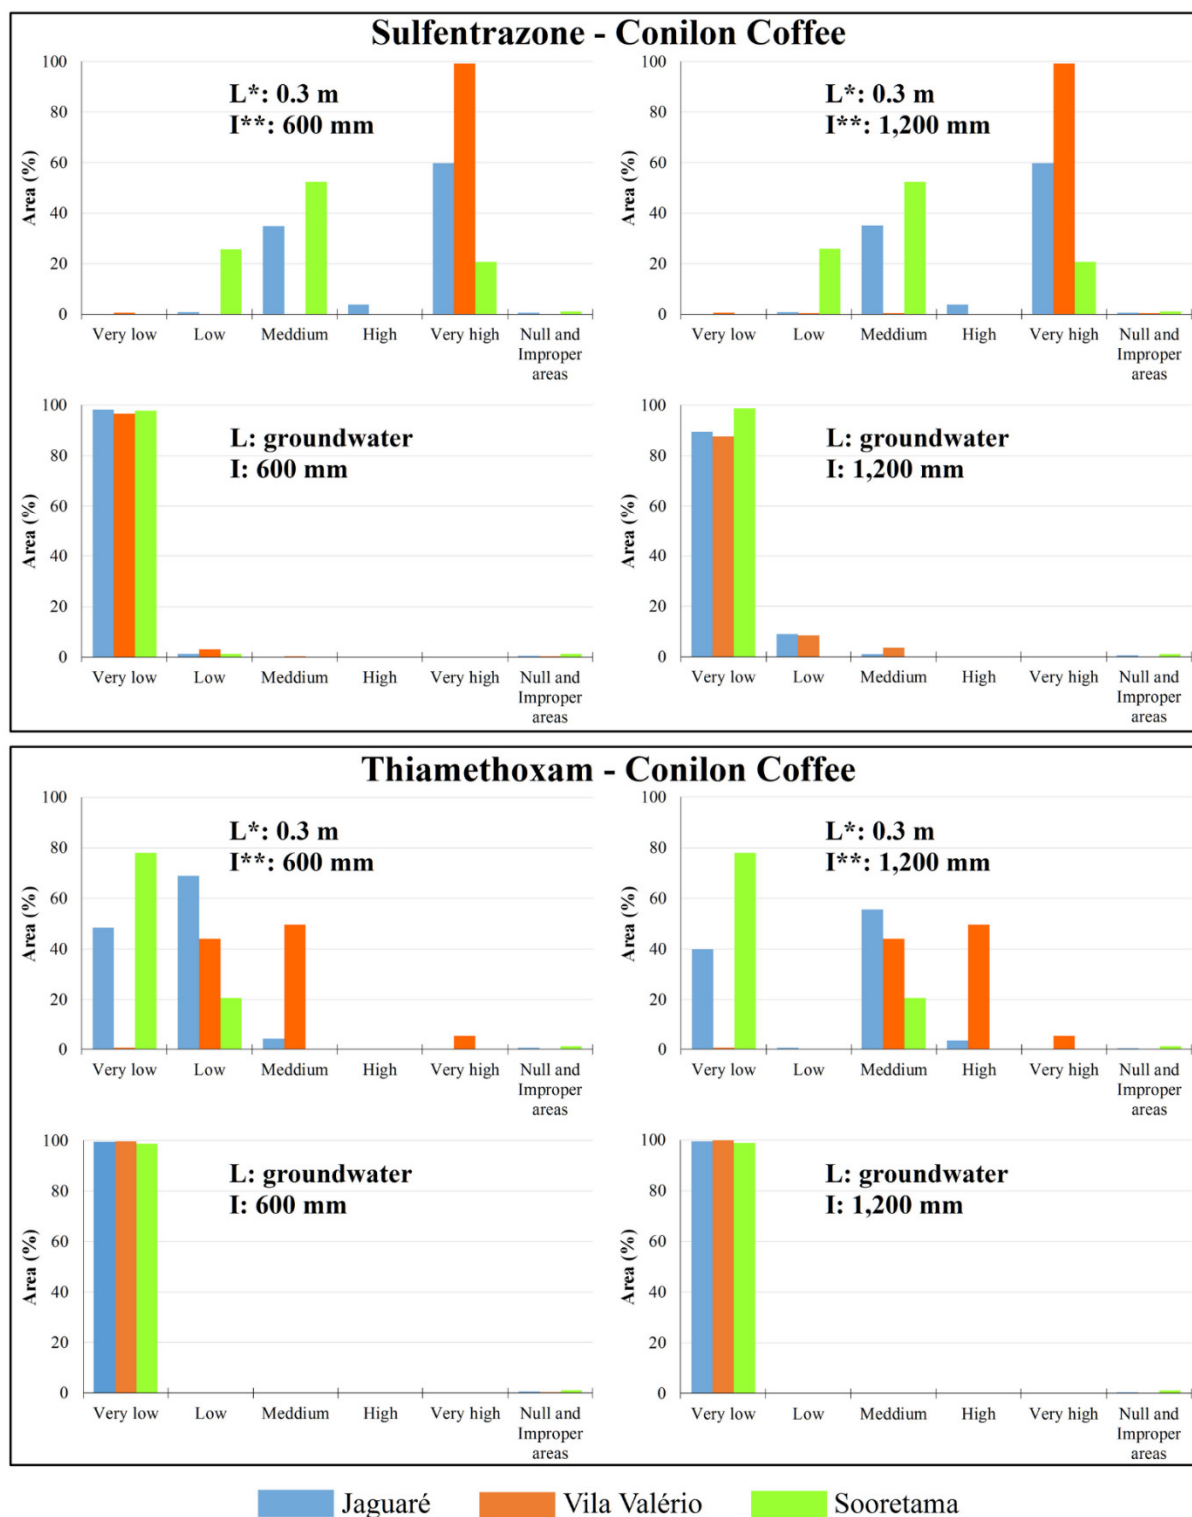 Sulfentrazone - Conilon Coffee
L*: 0.3 m
I**: 600 mm
Area (%)
100
80
60
40
20
0
Very low Low Meddium High Very high Null and
Improper
areas
L*: 0.3 m
I**: 1,200 mm
Area (%)
100
80
60
40
20
0
Very low Low Meddium High Very high Null and
Improper
areas
L: groundwater
I: 600 mm
Area (%)
100
80
60
40
20
0
Very low Low Meddium High Very high Null and
Improper
areas
L: groundwater
I: 1,200 mm
Area (%)
100
80
60
40
20
0
Very low Low Meddium High Very high Null and
Improper
areas
Thiamethoxam - Conilon Coffee
L*: 0.3 m
I**: 600 mm
Area (%)
100
80
60
40
20
0
Very low Low Meddium High Very high Null and
Improper
areas
L*: 0.3 m
I**: 1,200 mm
Area (%)
100
80
60
40
20
0
Very low Low Meddium High Very high Null and
Improper
areas
L: groundwater
I: 600 mm
Area (%)
100
80
60
40
20
0
Very low Low Meddium High Very high Null and
Improper
areas
L: groundwater
I: 1,200 mm
Area (%)
100
80
60
40
20
0
Very low Low Meddium High Very high Null and
Improper
areas
Jaguaré Vila Valério Sooretama